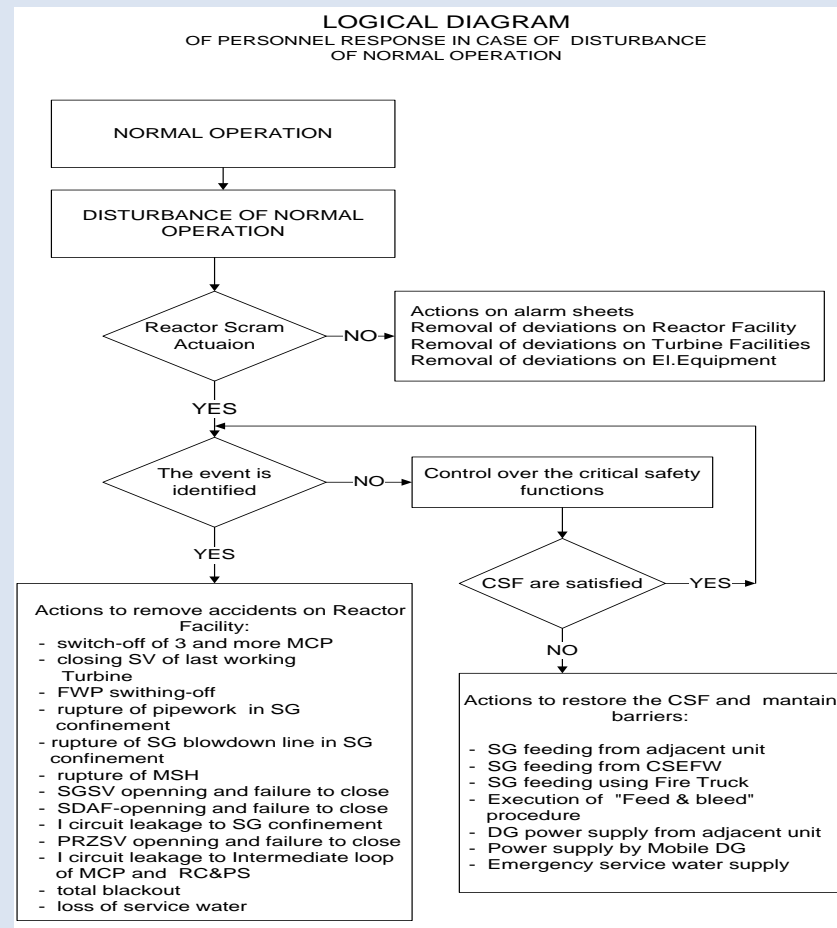 LOGICAL DIAGRAM
OF PERSONNEL RESPONSE IN CASE OF DISTURBANCE
OF NORMAL OPERATION
NORMAL OPERATION
DISTURBANCE OF NORMAL
OPERATION
Reactor Scram
Actuaion
NO
Actions on alarm sheets
Removal of deviations on Reactor Facility
Removal of deviations on Turbine Facilities
Removal of deviations on El.Equipment
YES
The event is
identified
NO
Control over the critical safety
functions
YES
CSF are satisfied
YES
NO
Actions to remove accidents on Reactor
Facility:
- switch-off of 3 and more MCP
- closing SV of last working
Turbine
- FWP swithing-off
- rupture of pipework in SG
confinement
- rupture of SG blowdown line in SG
confinement
- rupture of MSH
- SGSV openning and failure to close
- SDAF-openning and failure to close
- I circuit leakage to SG confinement
- PRZSV openning and failure to close
- I circuit leakage to Intermediate loop
of MCP and RC&PS
- total blackout
- loss of service water
Actions to restore the CSF and mantain
barriers:
- SG feeding from adjacent unit
- SG feeding from CSEFW
- SG feeding using Fire Truck
- Execution of "Feed & bleed"
procedure
- DG power supply from adjacent unit
- Power supply by Mobile DG
- Emergency service water supply